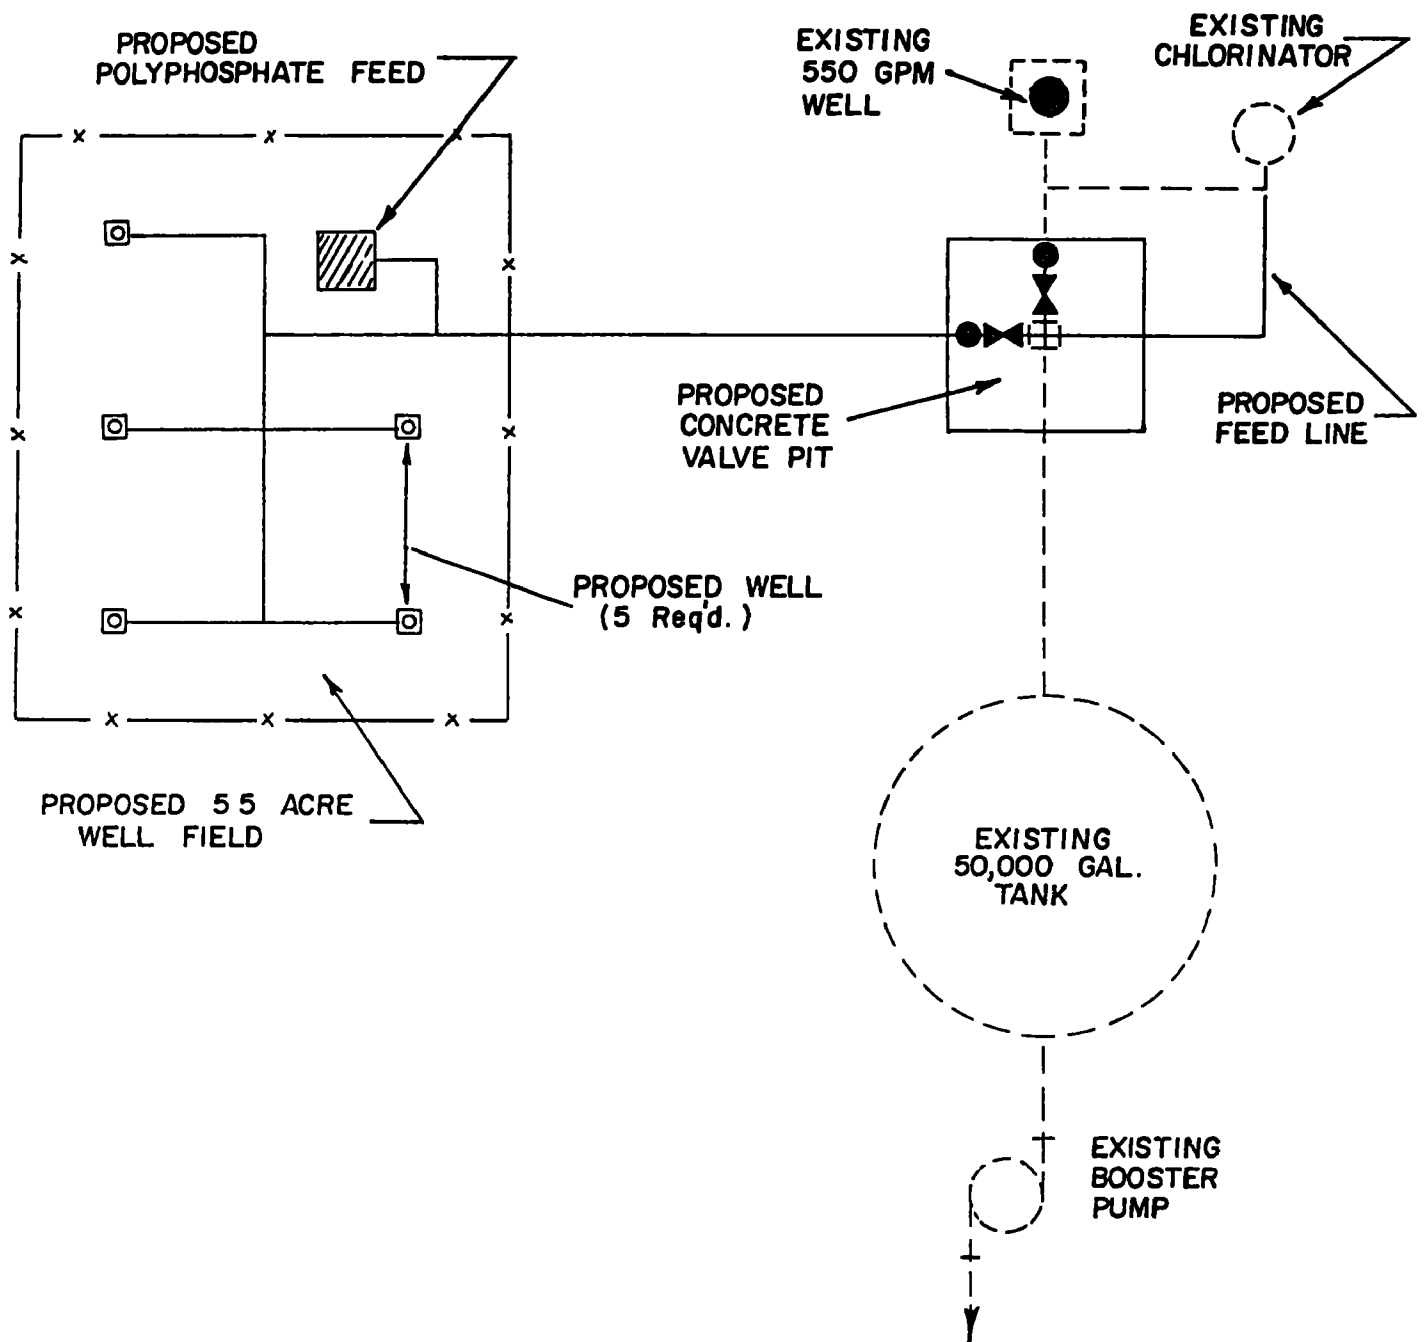 PROPOSED
POLYPHOSPHATE FEED
EXISTING
550 GPM
WELL
EXISTING
CHLORINATOR
PROPOSED
CONCRETE
VALVE PIT
PROPOSED
FEED LINE
PROPOSED WELL
(5 Req'd.)
PROPOSED 5 5 ACRE
WELL FIELD
EXISTING
50,000 GAL.
TANK
EXISTING
BOOSTER
PUMP